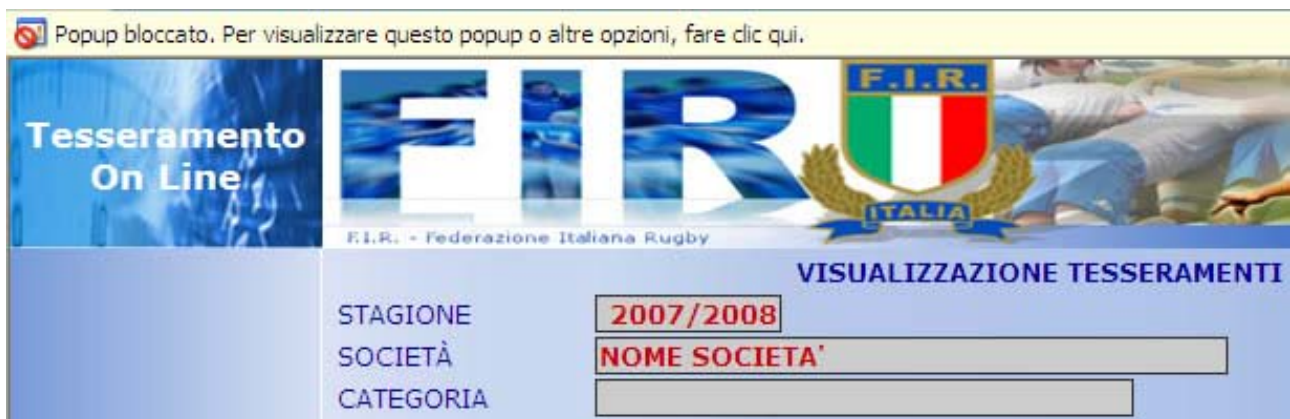 Popup bloccato. Per visualizzare questo popup o altre opzioni, fare clic qui.
Tesseramento
On Line
FIR
F.I.R.
ITALIA
F.I.R. - Federazione Italiana Rugby
VISUALIZZAZIONE TESSERAMENTI
STAGIONE 2007/2008
SOCIETÀ NOME SOCIETA'
CATEGORIA